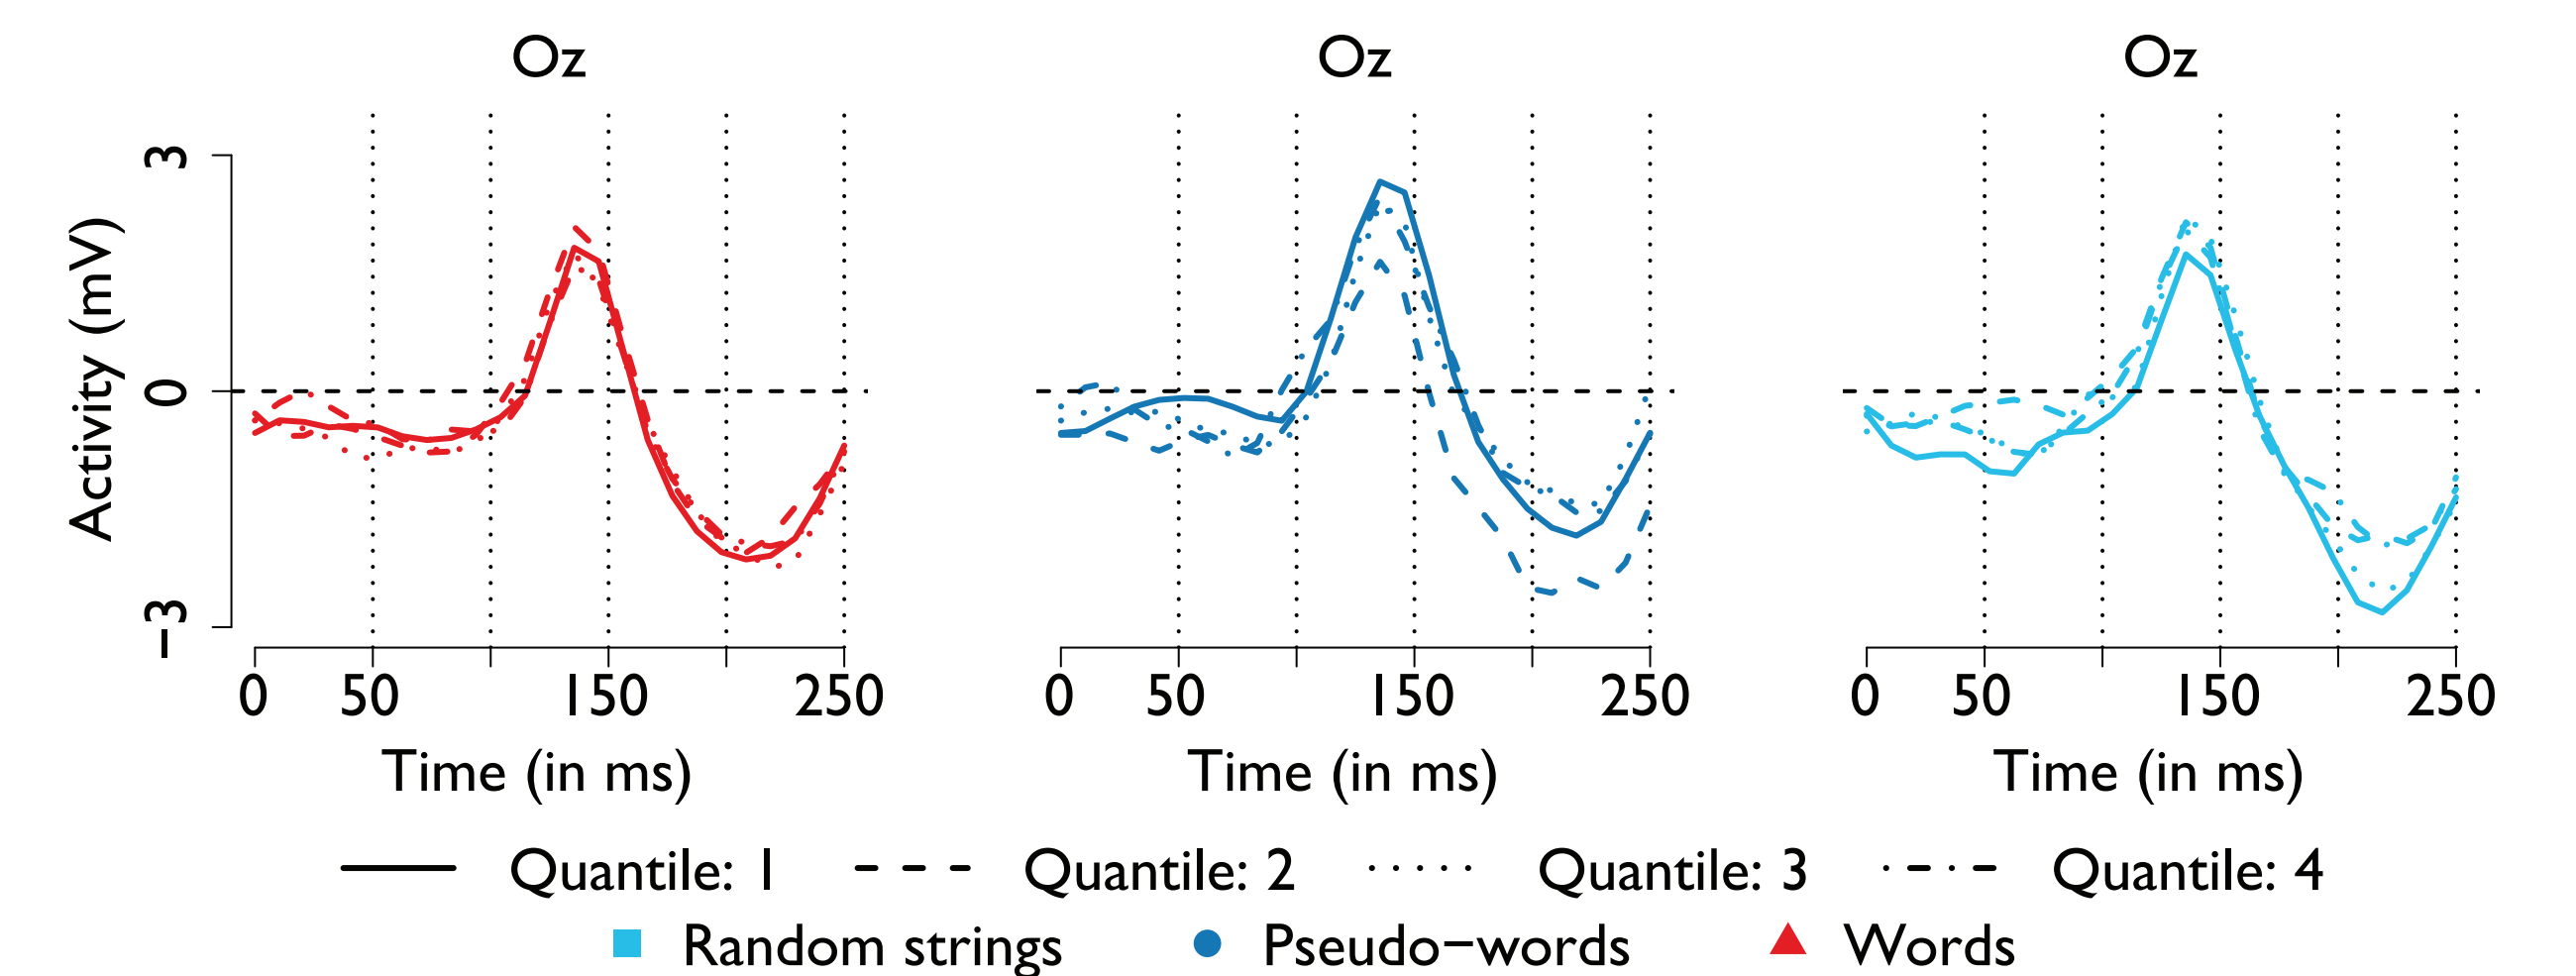 Oz Oz Oz
3
0
−3
Activity (mV)
0 50 150 250 0 50 150 250 0 50 150 250
Time (in ms) Time (in ms) Time (in ms)
Quantile: 1 Quantile: 2 Quantile: 3 Quantile: 4
Random strings Pseudo−words Words